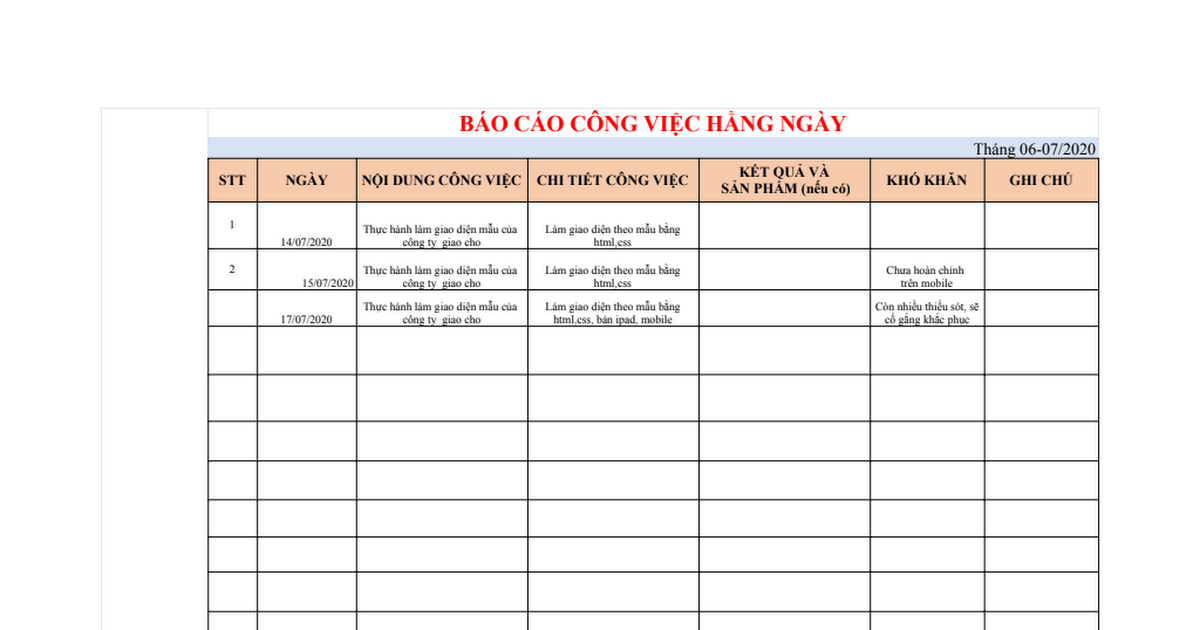 BÁO CÁO CÔNG VIỆC HẰNG NGÀY
Tháng 06-07/2020
STT NGÀY NỘI DUNG CÔNG VIỆC CHI TIẾT CÔNG VIỆC KẾT QUẢ VÀ
SẢN PHẨM (nếu có) KHÓ KHĂN GHI CHÚ
1 14/07/2020 Thực hành làm giao diện mẫu của
công ty giao cho Làm giao diện theo mẫu bằng
html,css
2 15/07/2020 Thực hành làm giao diện mẫu của
công ty giao cho Làm giao diện theo mẫu bằng
html,css Chưa hoàn chỉnh
trên mobile
17/07/2020 Thực hành làm giao diện mẫu của
công ty giao cho Làm giao diện theo mẫu bằng
html,css, bản ipad, mobile Còn nhiều thiếu sót, sẽ
cố gắng khắc phục